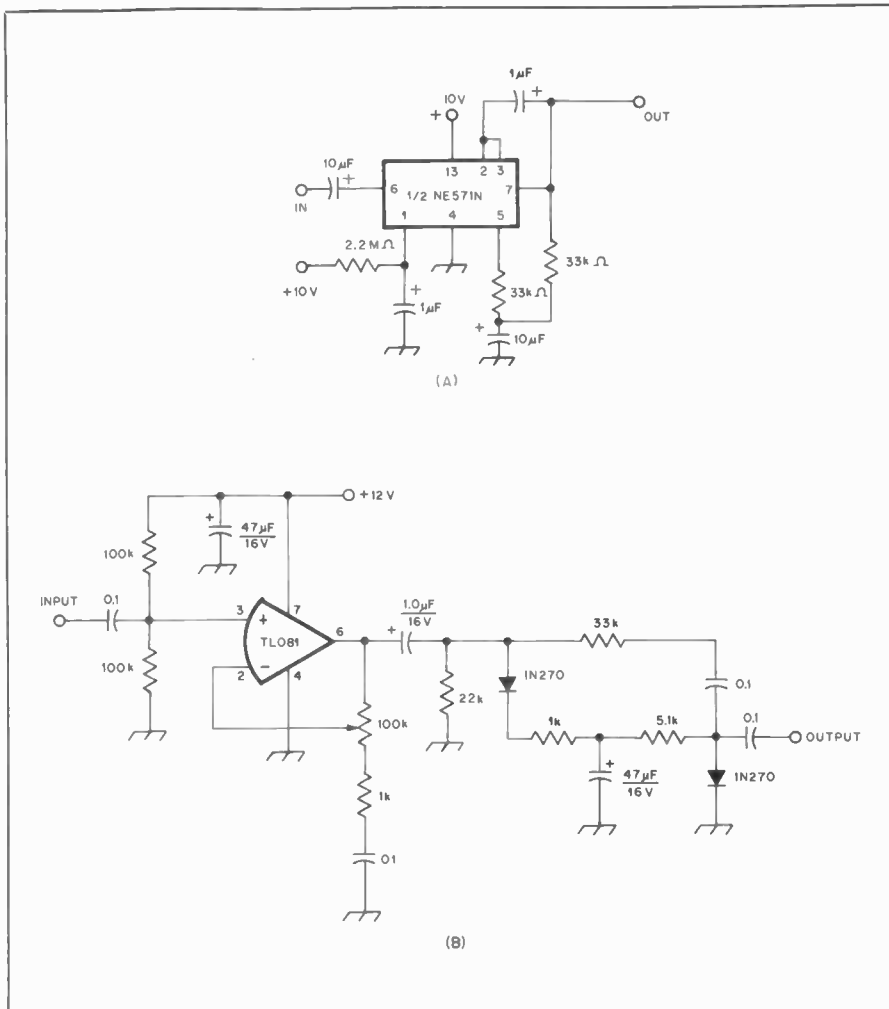 1µF
+
10V
+
OUT
10µF
+
13
2
3
6
1/2 NE571N
7
IN
1
4
5
2.2MΩ
33kΩ
+10V
+
33kΩ
1µF
+
10µF
(A)
+12V
+
47µF
16V
100k
INPUT
0.1
3
+
7
1.0µF
16V
+
33k
TL081
6
100k
−
2
4
1N270
0.1
22k
100k
1k
5.1k
0.1
OUTPUT
+
47µF
16V
1N270
1k
01
(B)